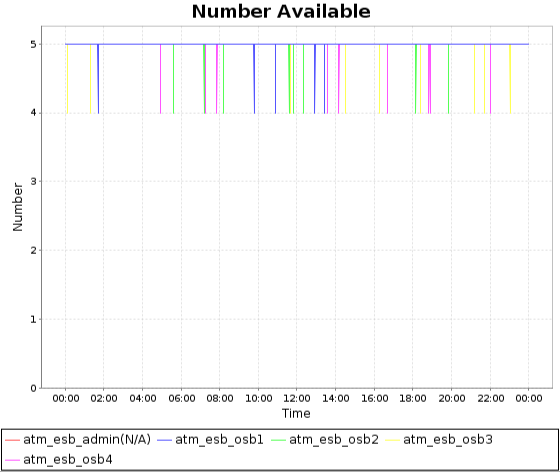 Number Available
5
4
3
2
1
0
Number
00:00 02:00 04:00 06:00 08:00 10:00 12:00 14:00 16:00 18:00 20:00 22:00 00:00
Time
atm_esb_admin(N/A) atm_esb_osb1 atm_esb_osb2 atm_esb_osb3
atm_esb_osb4